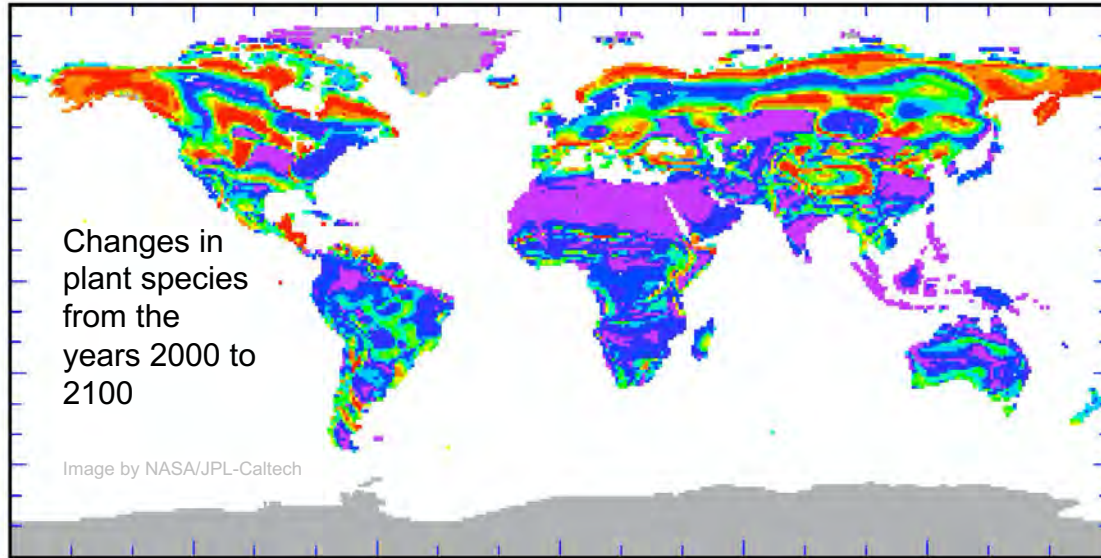 Changes in
plant species
from the
years 2000 to
2100
Image by NASA/JPL-Caltech